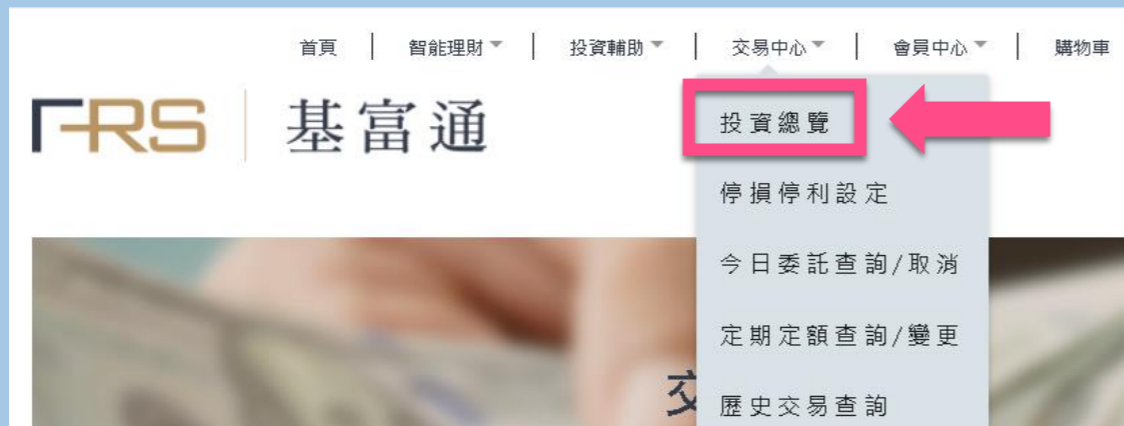 首頁 | 智能理財 | 投資輔助 | 交易中心 | 會員中心 | 購物車
FRS 基富通
投資總覽
停損停利設定
今日委託查詢/取消
定期定額查詢/變更
交
歷史交易查詢